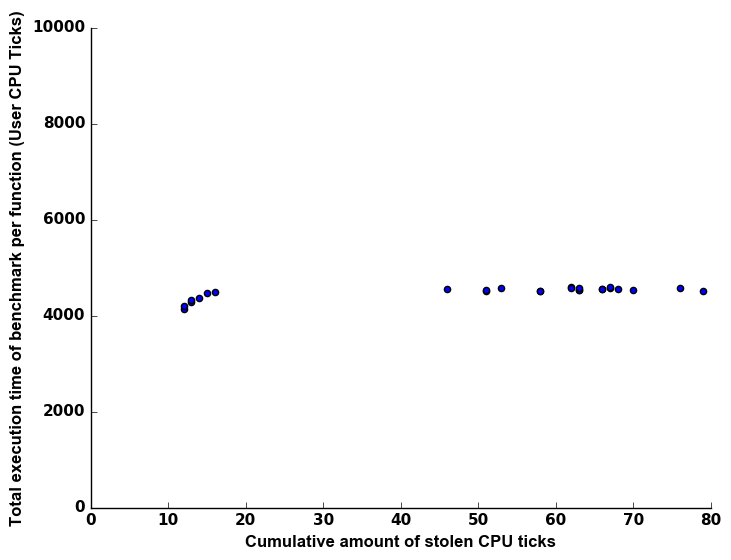 Total execution time of benchmark per function (User CPU Ticks)
10000
8000
6000
4000
2000
0
0 10 20 30 40 50 60 70 80
Cumulative amount of stolen CPU ticks